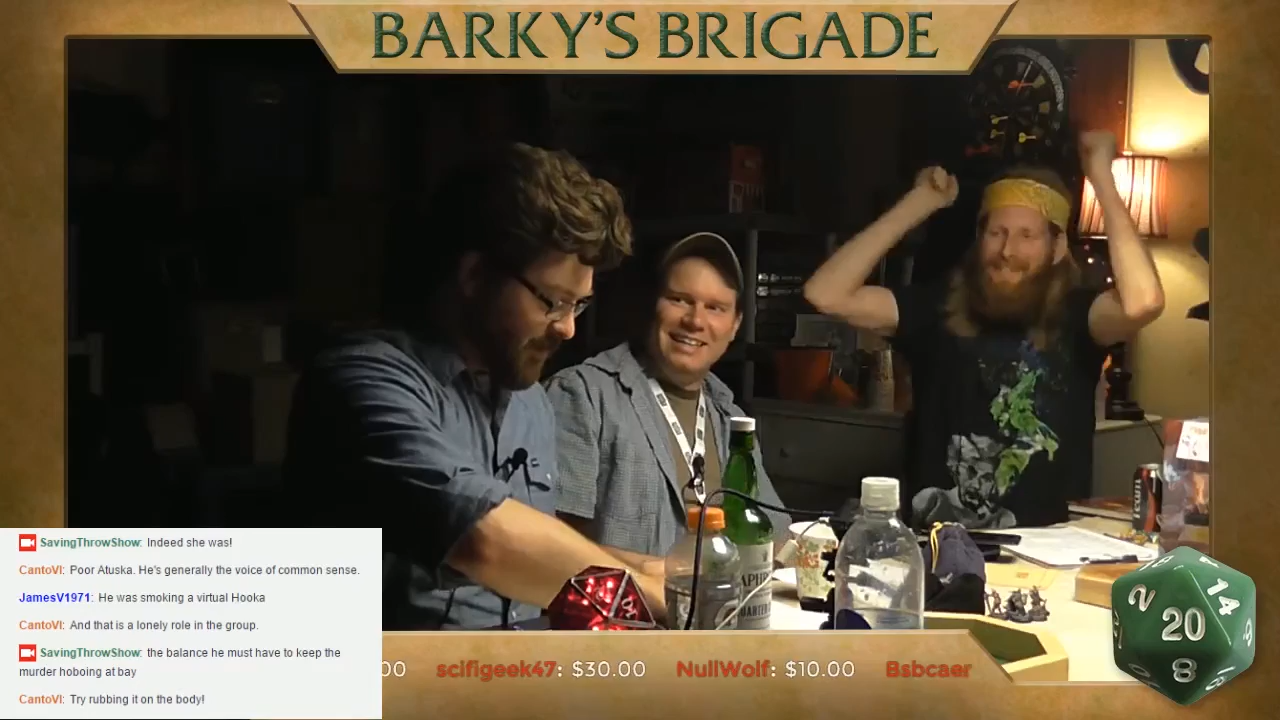 BARKY'S BRIGADE
SavingThrowShow: Indeed she was!
CantoVI: Poor Atuska. He's generally the voice of common sense.
JamesV1971: He was smoking a virtual Hooka
CantoVI: And that is a lonely role in the group.
SavingThrowShow: the balance he must have to keep the
murder hoboing at bay
CantoVI: Try rubbing it on the body!
00 scifigeek47: $30.00 NullWolf: $10.00 Bsbcaer
2 14
20
8